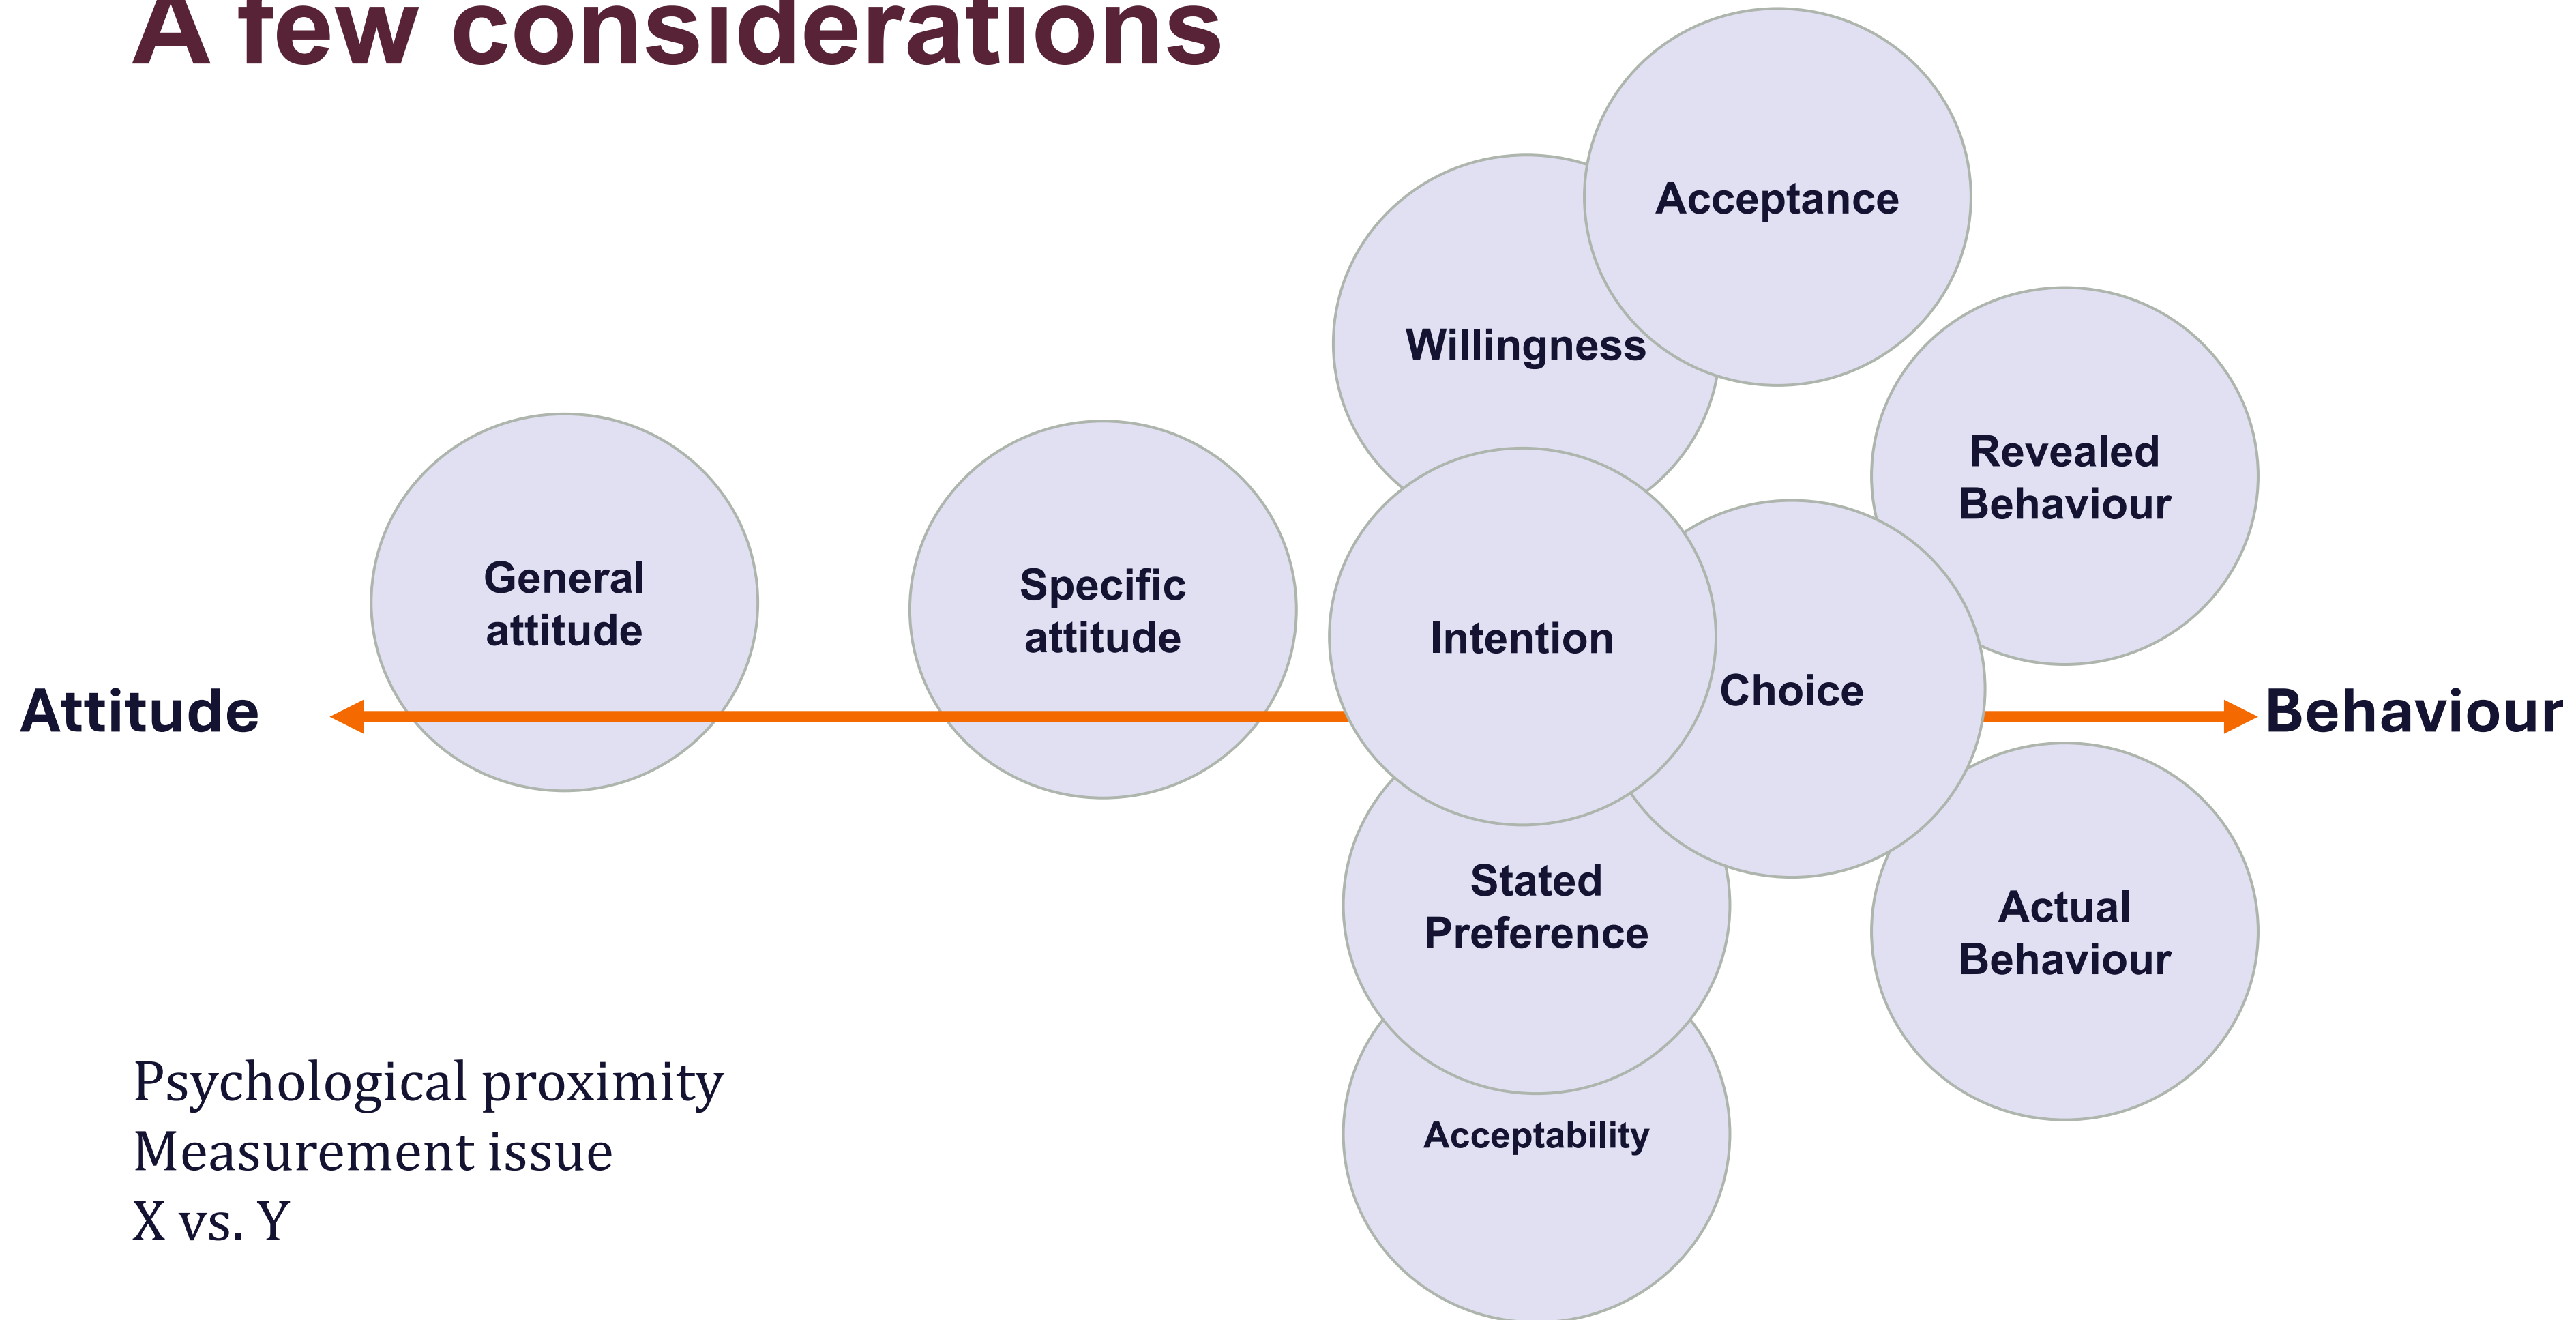 A few considerations
Acceptance
Willingness
Revealed
Behaviour
General
attitude
Specific
attitude
Intention
Choice
Attitude
Behaviour
Stated
Preference
Actual
Behaviour
Acceptability
Psychological proximity
Measurement issue
X vs. Y